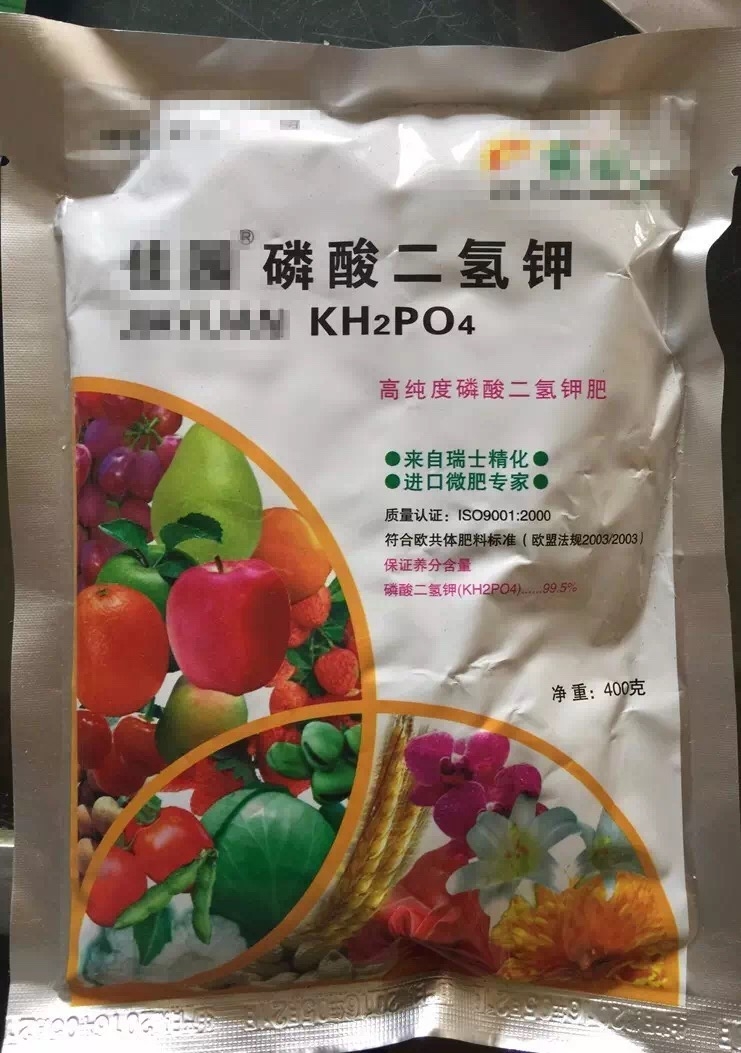 ® 磷酸二氢钾
KH2PO4
高纯度磷酸二氢钾肥
●来自瑞士精化●
●进口微肥专家●
质量认证：ISO9001:2000
符合欧共体肥料标准（欧盟法规2003/2003）
保证养分含量
磷酸二氢钾(KH2PO4)......99.5%
净重：400克